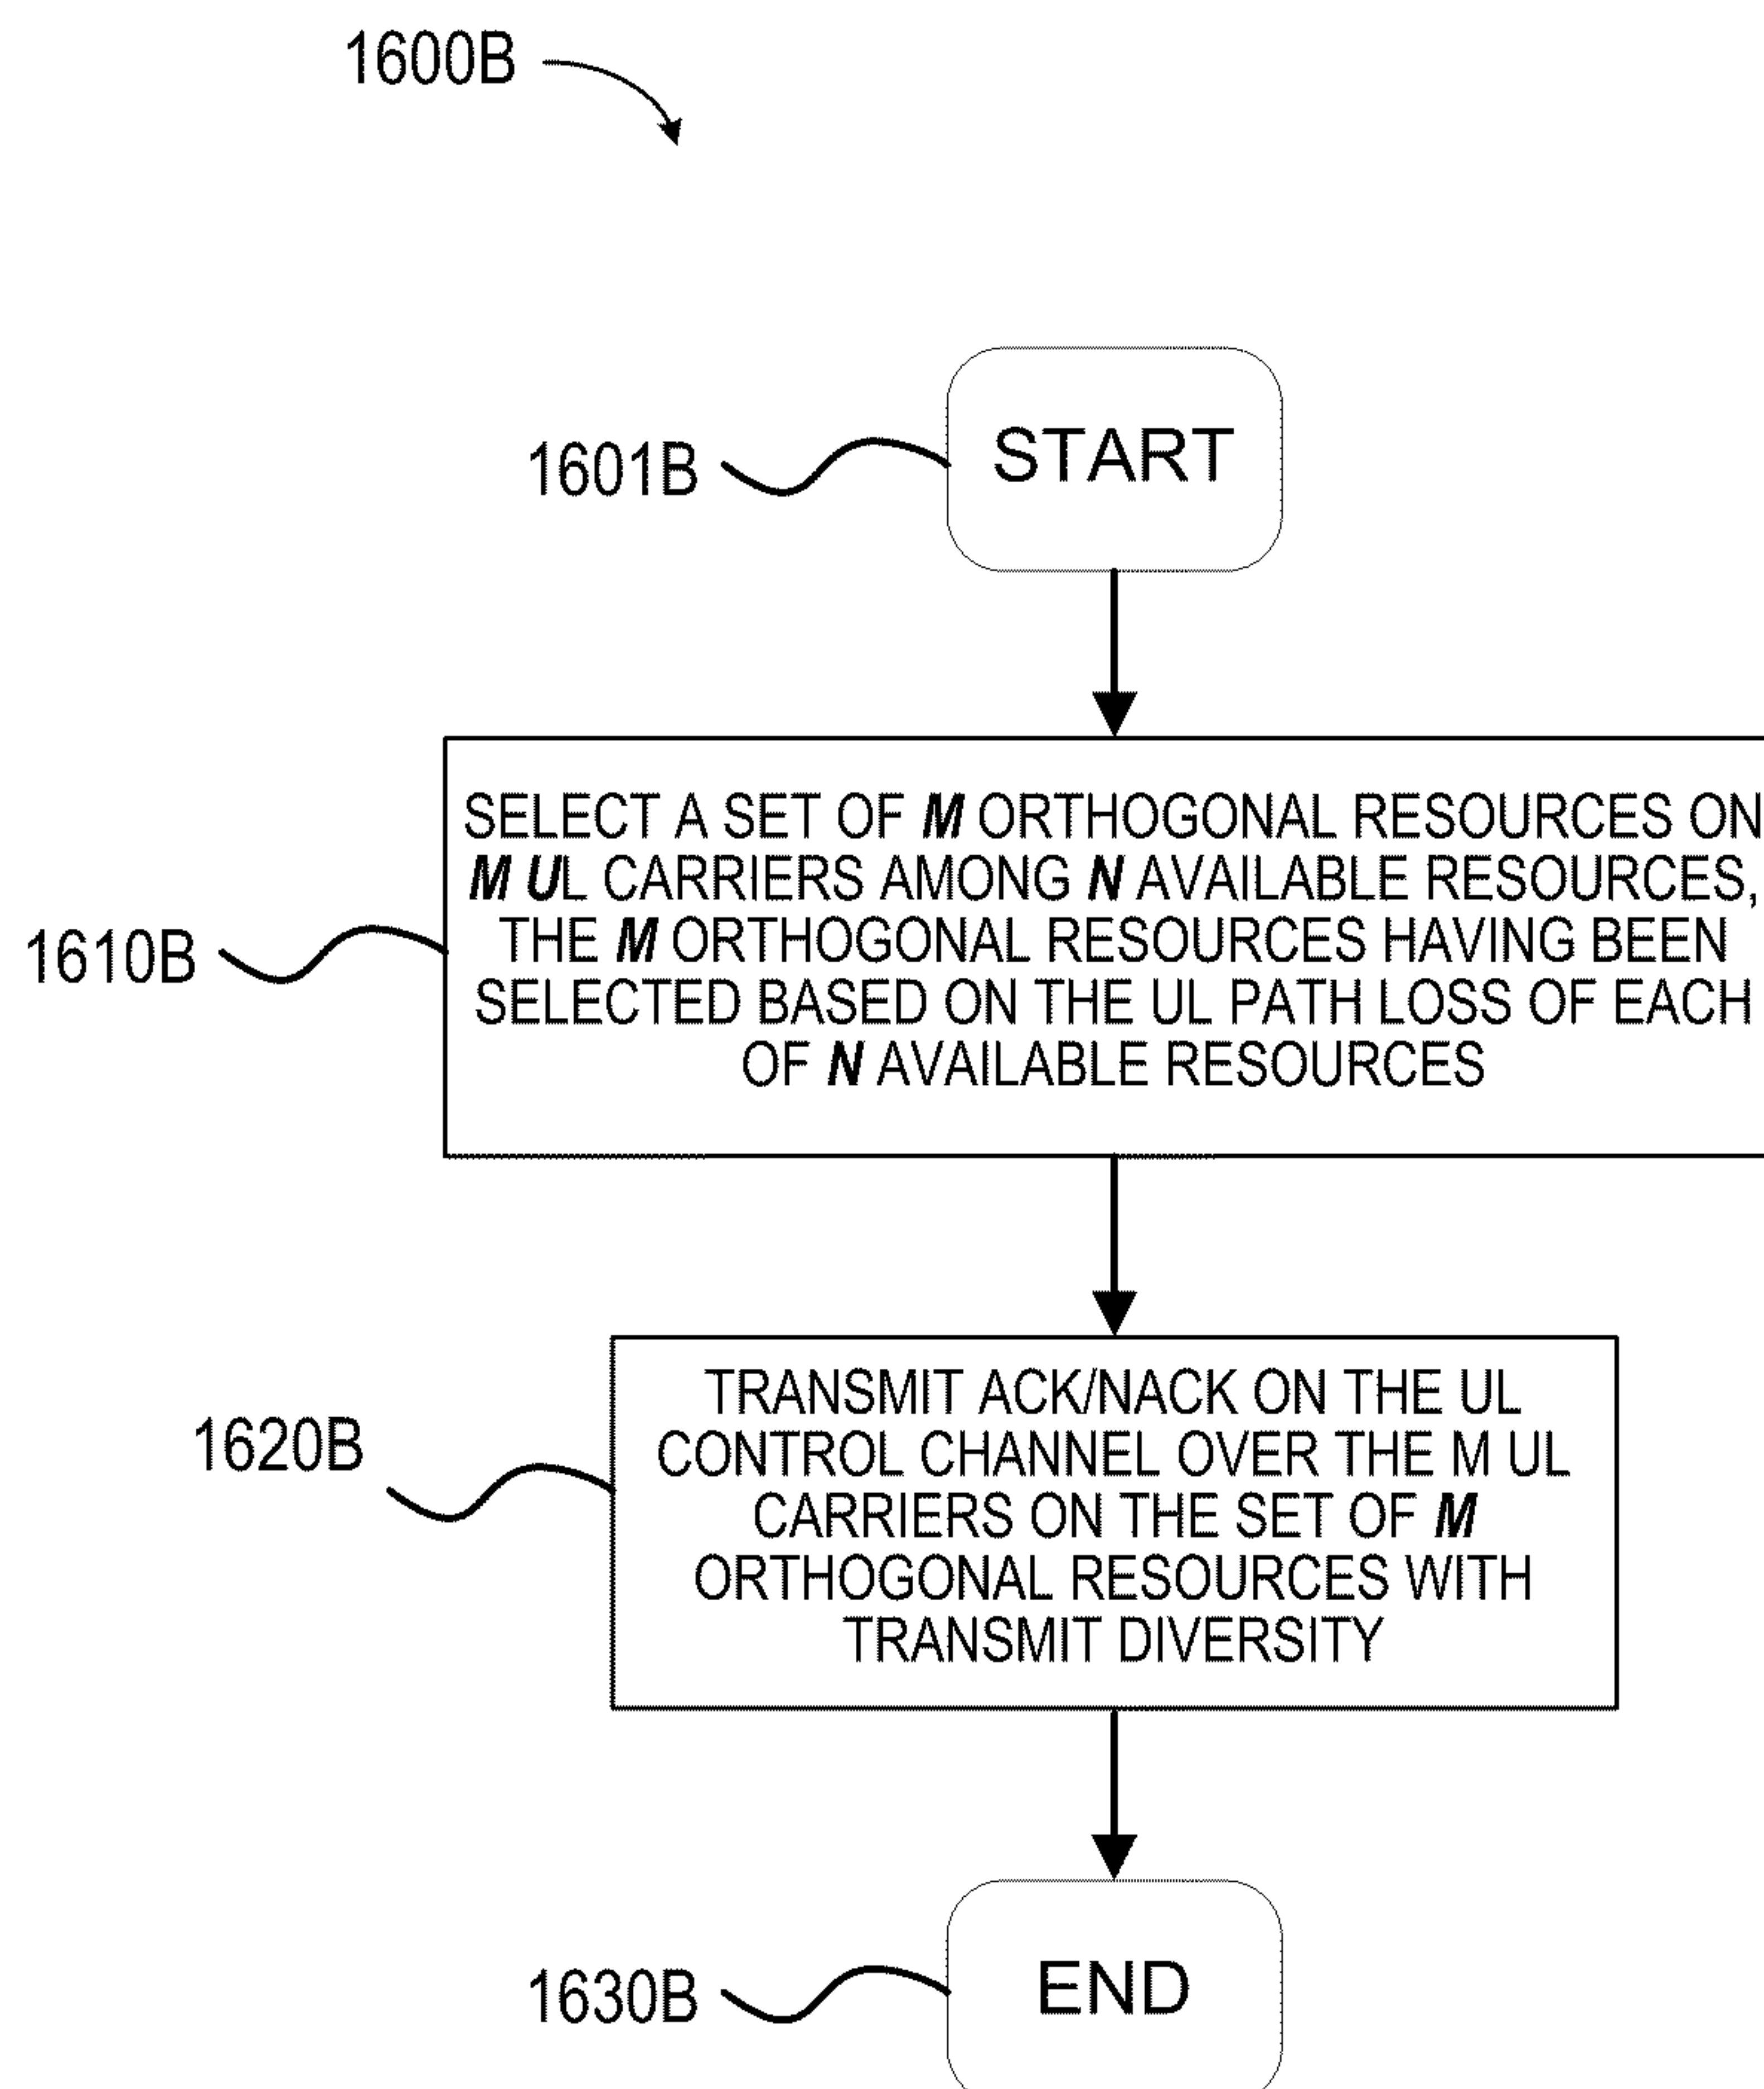 1600B
1601B
START
SELECT A SET OF M ORTHOGONAL RESOURCES ON
M UL CARRIERS AMONG N AVAILABLE RESOURCES,
THE M ORTHOGONAL RESOURCES HAVING BEEN
SELECTED BASED ON THE UL PATH LOSS OF EACH
OF N AVAILABLE RESOURCES
1610B
TRANSMIT ACK/NACK ON THE UL
CONTROL CHANNEL OVER THE M UL
CARRIERS ON THE SET OF M
ORTHOGONAL RESOURCES WITH
TRANSMIT DIVERSITY
1620B
1630B
END